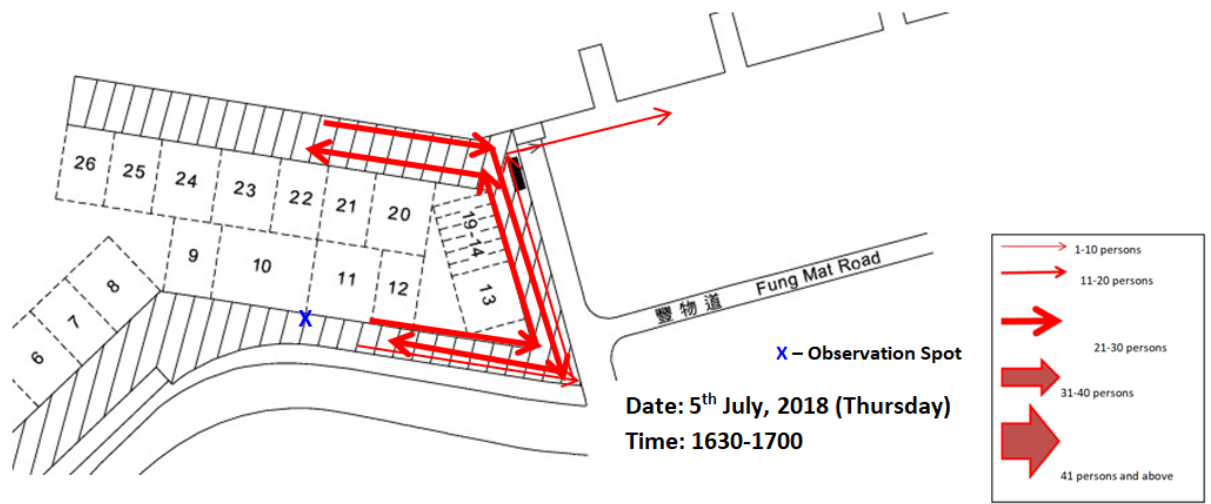 26
25
24
23
22
21
20
19-14
13
9
10
11
12
8
7
6
X
豐物道 Fung Mat Road
X – Observation Spot
Date: 5th July, 2018 (Thursday)
Time: 1630-1700
1-10 persons
11-20 persons
21-30 persons
31-40 persons
41 persons and above